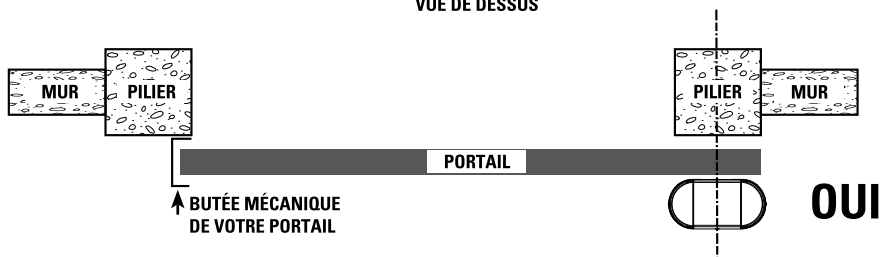 VUE DE DESSUS
MUR
PILIER
PILIER
MUR
PORTAIL
BUTÉE MÉCANIQUE
DE VOTRE PORTAIL
OUI